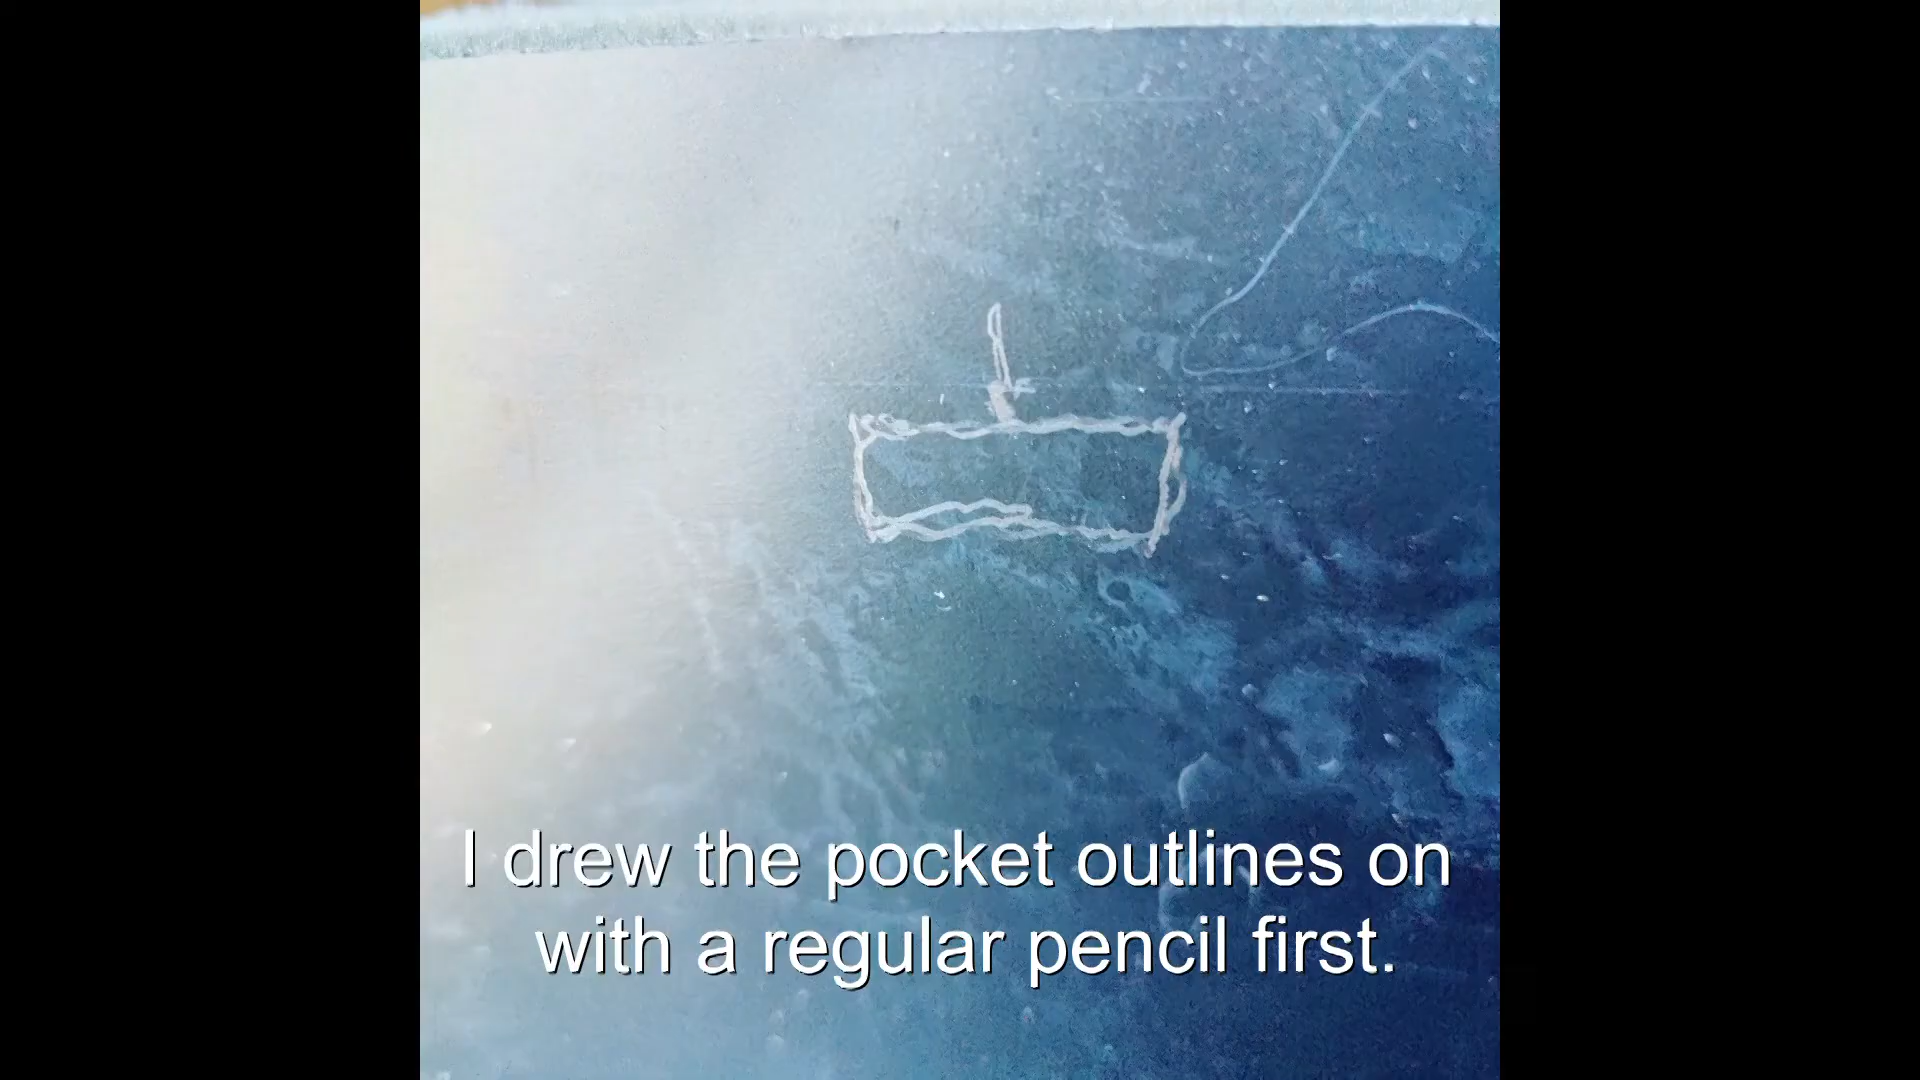 I drew the pocket outlines on
with a regular pencil first.